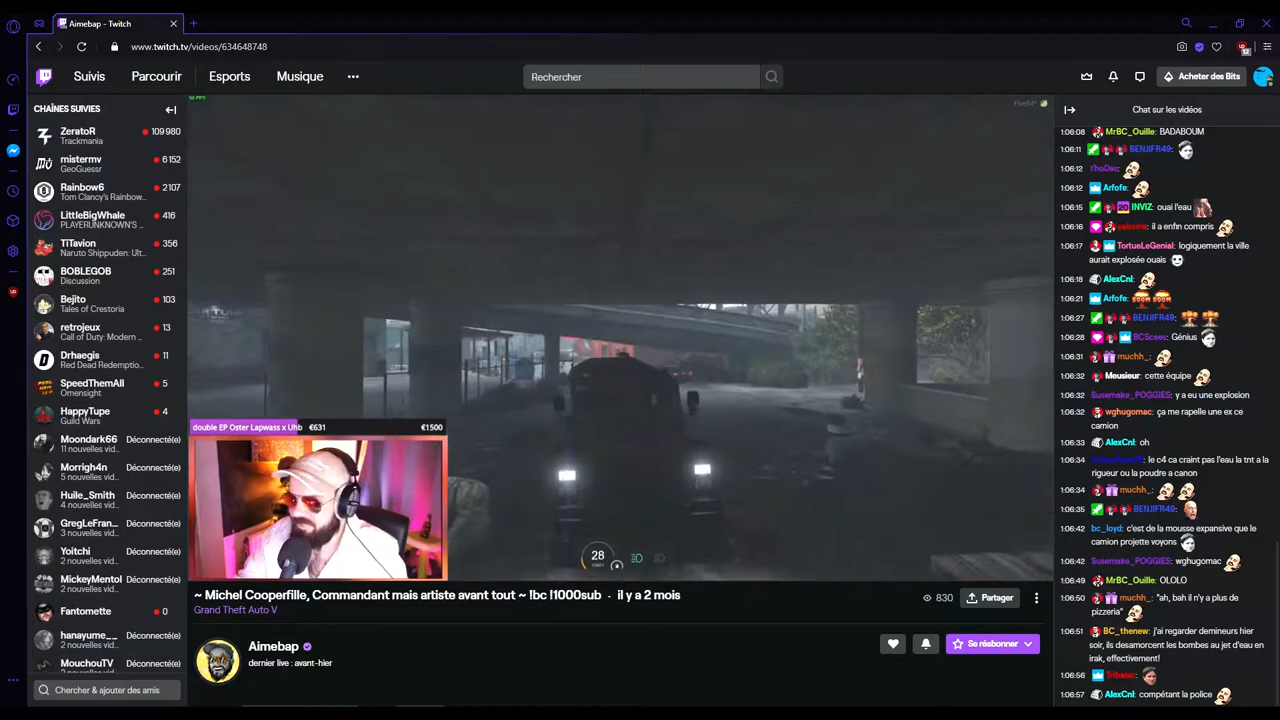 Aimebap - Twitch
www.twitch.tv/videos/634648748
Suivis
Parcourir
Esports
Musique
Rechercher
Acheter des Bits
CHAÎNES SUIVIES
ZeratoR
109 980
Trackmania
mistermv
6 152
GeoGuessr
Rainbow6
2107
Tom Clancy's Rainbow...
LittleBigWhale
416
PLAYERUNKNOWN'S ...
TiTavion
356
Naruto Shippuden: Ult...
BOBLEGOB
251
Discussion
Bejito
103
Tales of Crestoria
retrojeux
13
Call of Duty: Modern ...
Drhaegis
11
Red Dead Redemptio...
SpeedThemAll
5
Omensight
HappyType
4
Guild Wars
Moondark66
Déconnecté(e)
11 nouvelles vid...
Morrigh4n
Déconnecté(e)
5 nouvelles vid...
Huile_Smith
Déconnecté(e)
4 nouvelles vid...
GregLeFran...
Déconnecté(e)
3 nouvelles vid...
Yoitchi
Déconnecté(e)
2 nouvelles vid...
MickeyMentol
Déconnecté(e)
2 nouvelles vid...
Fantomette
0
hanayume__
Déconnecté(e)
2 nouvelles vid...
MouchouTV
Déconnecté(e)
Chercher & ajouter des amis
56 FPS
FiveM
double EP Oster Lapwass x Uhb
€631
€1500
28
~ Michel Cooperfille, Commandant mais artiste avant tout ~ !bc !1000sub · il y a 2 mois
Grand Theft Auto V
830
Partager
Aimebap
dernier live : avant-hier
Se réabonner
Chat sur les vidéos
1:06:08 MrBC_Ouille: BADABOUM
1:06:11 BENJIFR49:
1:06:12 YhoDas:
1:06:12 Arfofe:
1:06:15 20 INVIZ: ouai l'eau
1:06:16 yaissme: il a enfin compris
1:06:17 TortueLeGenial: logiquement la ville
aurait explosée ouais
1:06:18 AlexCnl:
1:06:21 Arfofe: BOOM BOOM
1:06:27 BENJIFR49:
1:06:28 BCScees: Génius
1:06:31 muchh_:
1:06:32 Meusieur: cette équipe
1:06:32 Susemake_POGGIES: y a eu une explosion
1:06:32 wghugomac: ça me rapelle une ex ce
camion
1:06:33 AlexCnl: oh
1:06:34 le c4 ca craint pas l'eau la tnt a la
rigueur ou la poudre a canon
1:06:34 muchh_:
1:06:35 BENJIFR49:
1:06:42 bc_loyd: c'est de la mousse expansive que le
camion projette voyons
1:06:42 Susemake_POGGIES: wghugomac
1:06:49 MrBC_Ouille: OLOLO
1:06:50 muchh_: "ah, bah il n'y a plus de
pizzeria"
1:06:51 BC_thenew: j'ai regarder demineurs hier
soir, ils desamorcent les bombes au jet d'eau en
irak, effectivement!
1:06:56
1:06:57 AlexCnl: compétant la police